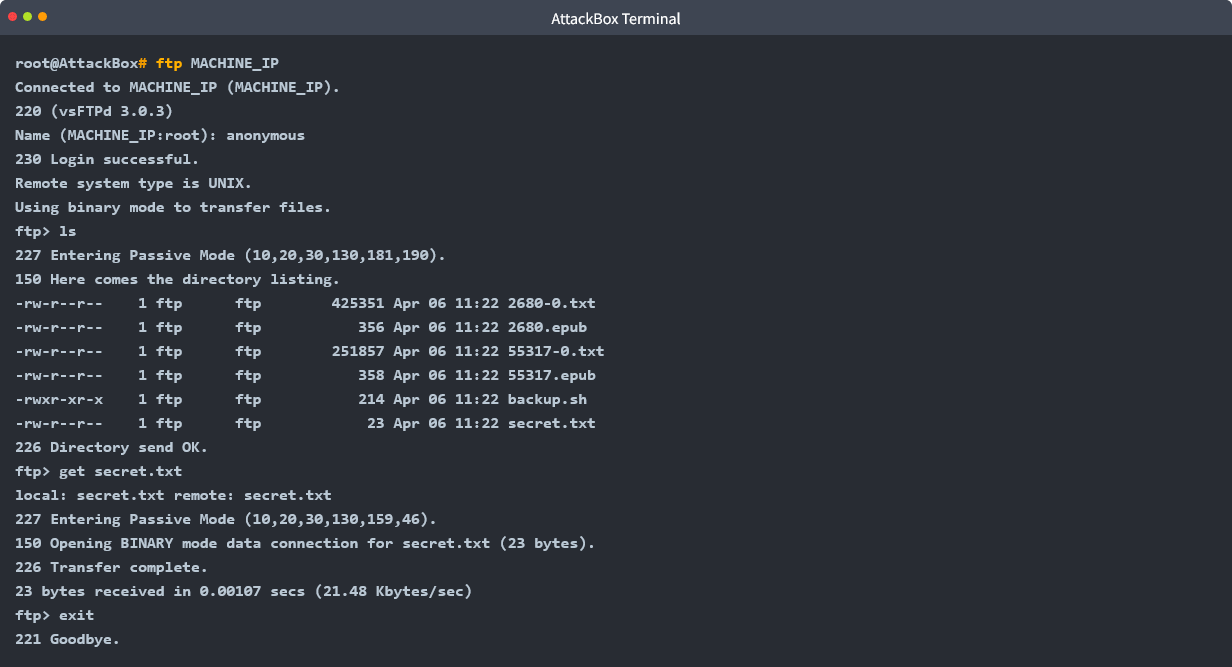 AttackBox Terminal
root@AttackBox# ftp MACHINE_IP
Connected to MACHINE_IP (MACHINE_IP).
220 (vsFTPd 3.0.3)
Name (MACHINE_IP:root): anonymous
230 Login successful.
Remote system type is UNIX.
Using binary mode to transfer files.
ftp> ls
227 Entering Passive Mode (10,20,30,130,181,190).
150 Here comes the directory listing.
-rw-r--r--    1 ftp      ftp        425351 Apr 06 11:22 2680-0.txt
-rw-r--r--    1 ftp      ftp           356 Apr 06 11:22 2680.epub
-rw-r--r--    1 ftp      ftp        251857 Apr 06 11:22 55317-0.txt
-rw-r--r--    1 ftp      ftp           358 Apr 06 11:22 55317.epub
-rwxr-xr-x    1 ftp      ftp           214 Apr 06 11:22 backup.sh
-rw-r--r--    1 ftp      ftp            23 Apr 06 11:22 secret.txt
226 Directory send OK.
ftp> get secret.txt
local: secret.txt remote: secret.txt
227 Entering Passive Mode (10,20,30,130,159,46).
150 Opening BINARY mode data connection for secret.txt (23 bytes).
226 Transfer complete.
23 bytes received in 0.00107 secs (21.48 Kbytes/sec)
ftp> exit
221 Goodbye.